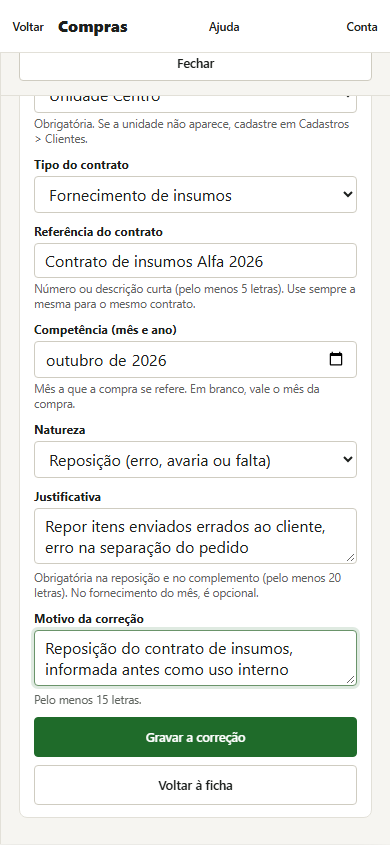 Voltar Compras Ajuda Conta
Fechar
Unidade Centro
Obrigatória. Se a unidade não aparece, cadastre em Cadastros
> Clientes.
Tipo do contrato
Fornecimento de insumos
Referência do contrato
Contrato de insumos Alfa 2026
Número ou descrição curta (pelo menos 5 letras). Use sempre a
mesma para o mesmo contrato.
Competência (mês e ano)
outubro de 2026
Mês a que a compra se refere. Em branco, vale o mês da
compra.
Natureza
Reposição (erro, avaria ou falta)
Justificativa
Repor itens enviados errados ao cliente,
erro na separação do pedido
Obrigatória na reposição e no complemento (pelo menos 20
letras). No fornecimento do mês, é opcional.
Motivo da correção
Reposição do contrato de insumos,
informada antes como uso interno
Pelo menos 15 letras.
Gravar a correção
Voltar à ficha